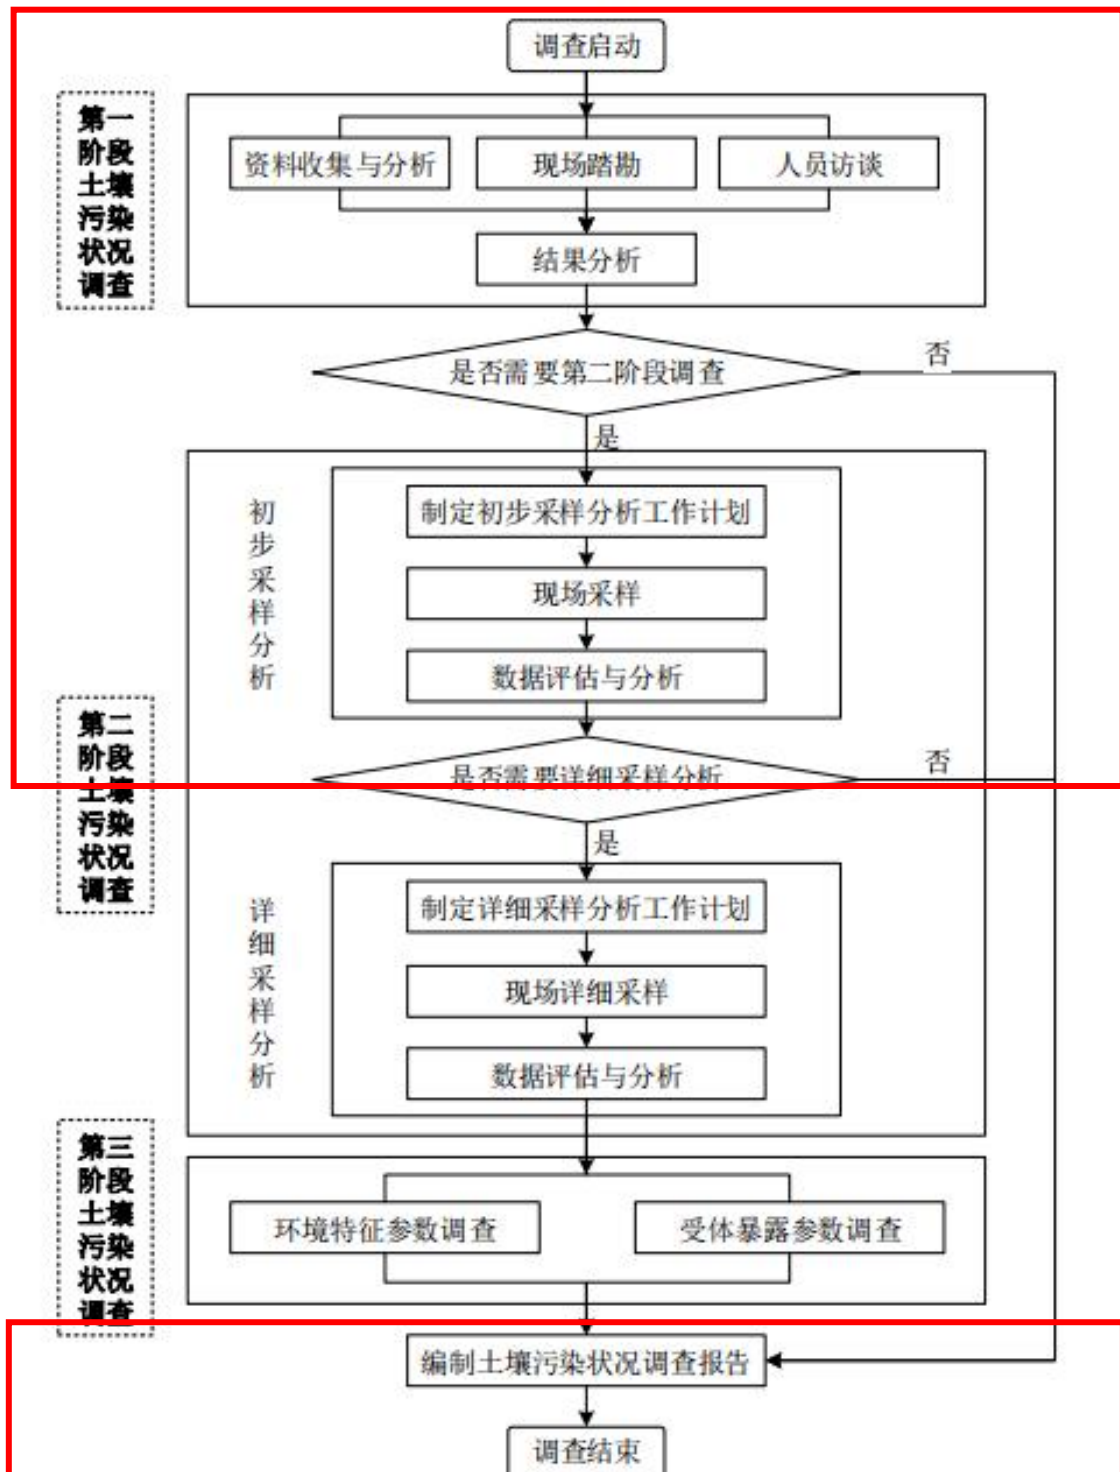 调查启动
第一
阶段
土壤
污染
状况
调查
资料收集与分析
现场踏勘
人员访谈
结果分析
是否需要第二阶段调查
否
是
初
步
采
样
分
析
制定初步采样分析工作计划
现场采样
数据评估与分析
第二
阶段
土壤
污染
状况
调查
是否需要详细采样分析
否
是
详
细
采
样
分
析
制定详细采样分析工作计划
现场详细采样
数据评估与分析
第三
阶段
土壤
污染
状况
调查
环境特征参数调查
受体暴露参数调查
编制土壤污染状况调查报告
调查结束